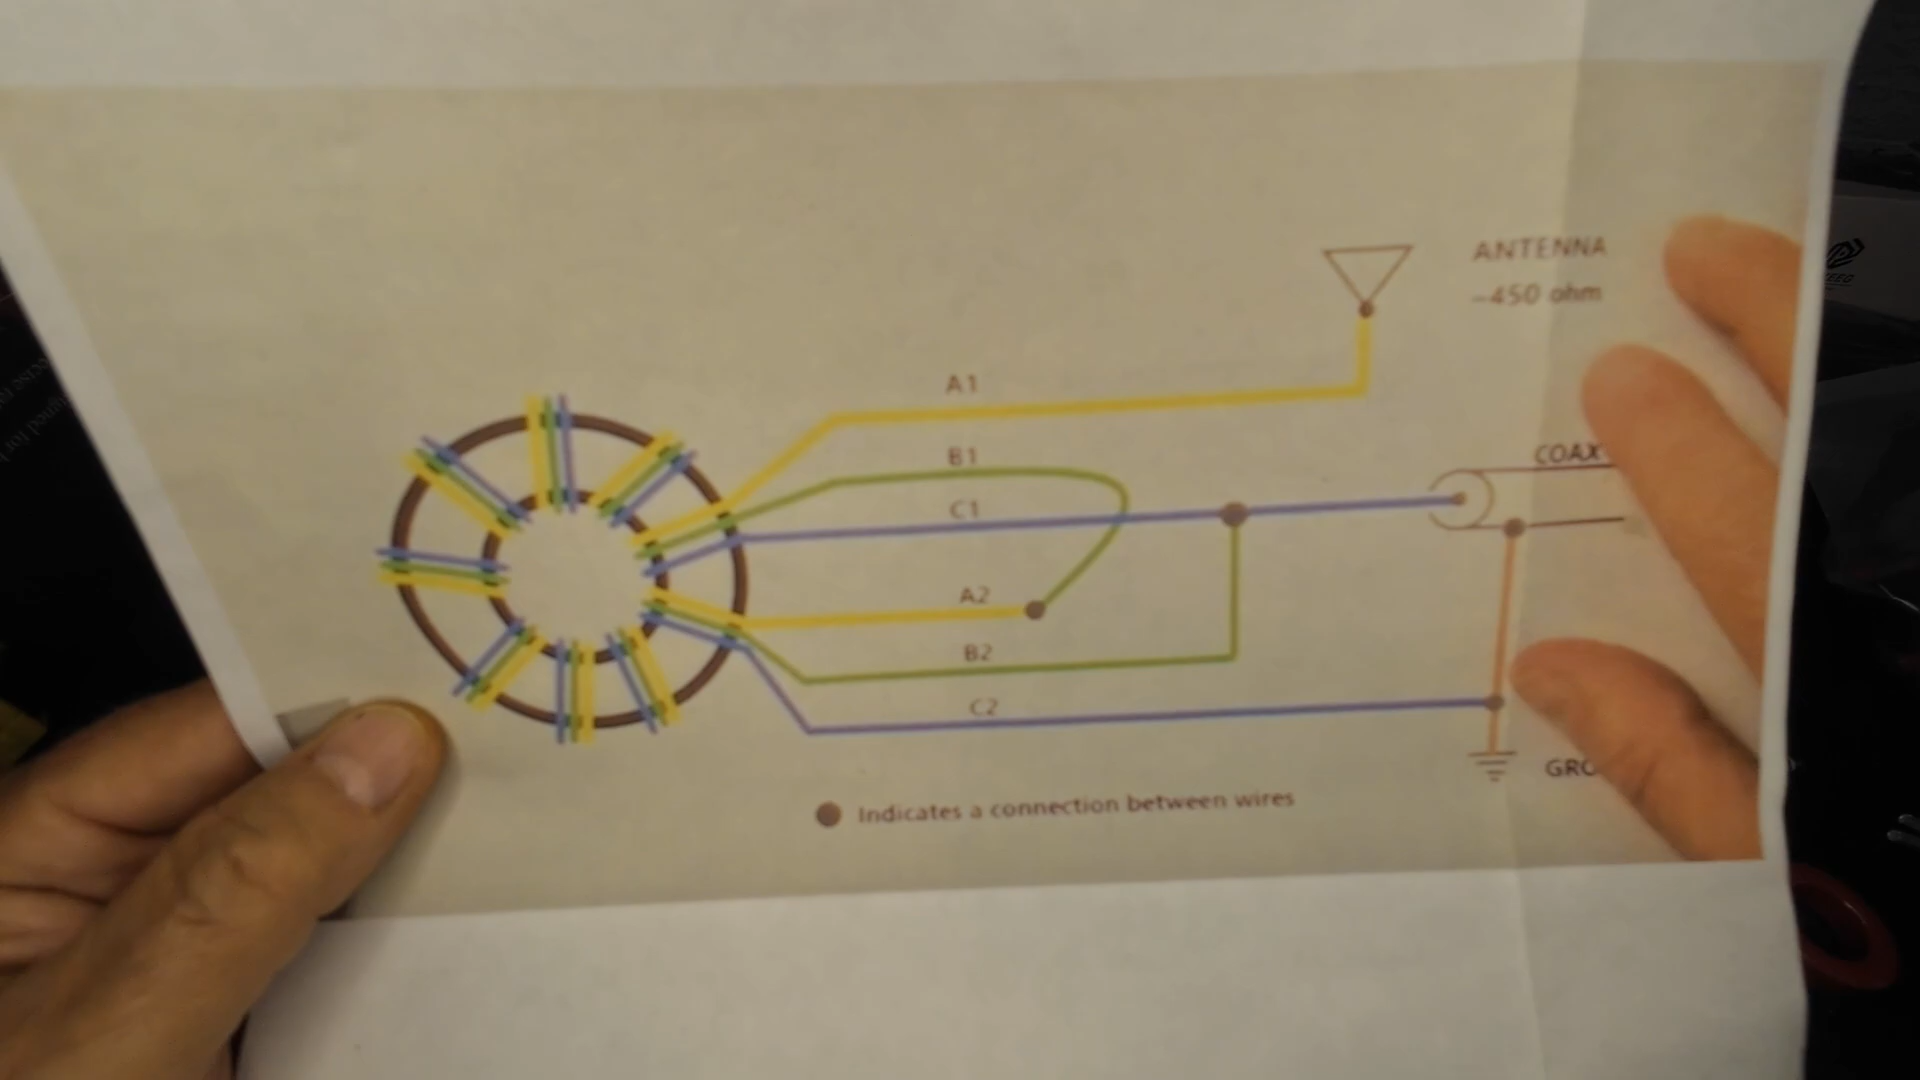 ANTENNA
~450 ohm
A1
B1
COAX
C1
A2
B2
C2
Indicates a connection between wires